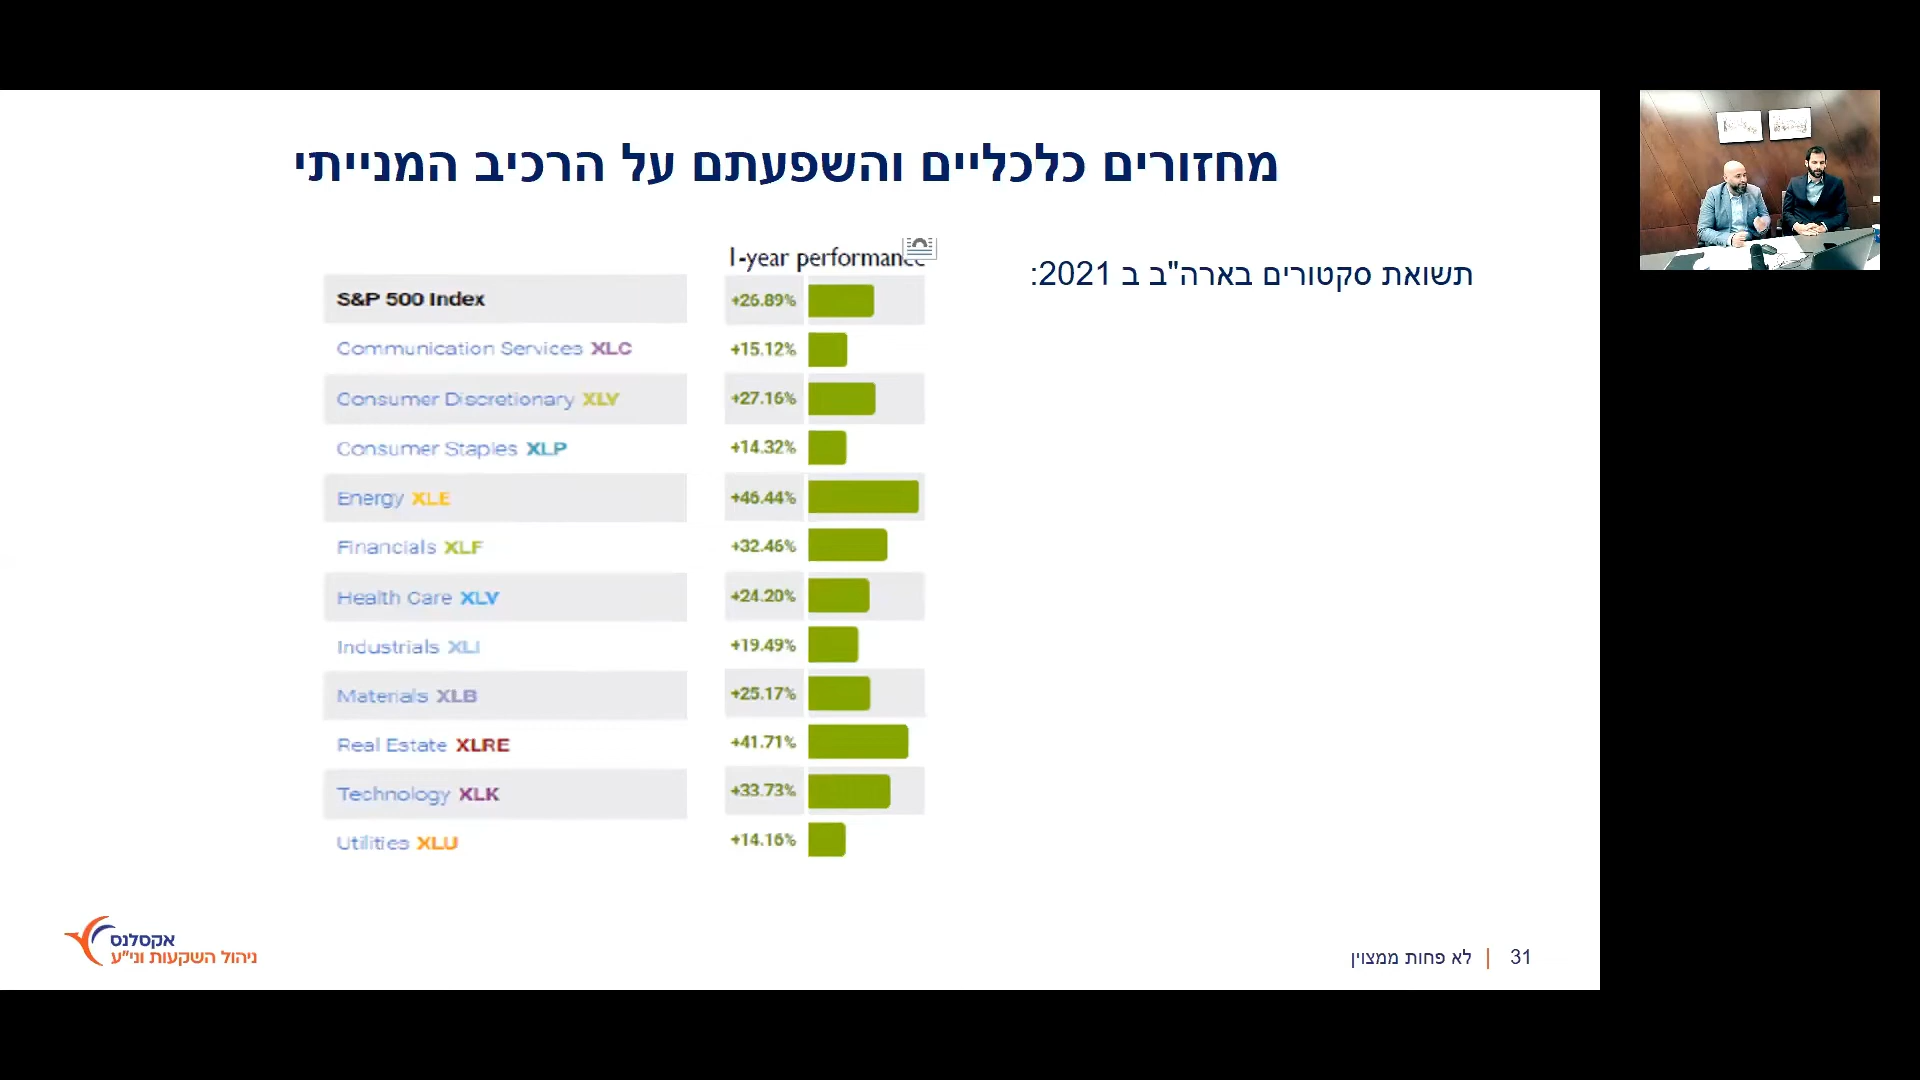 מחזורים כלכליים והשפעתם על הרכיב המנייתי
תשואת סקטורים בארה"ב ב 2021:
1-year performance
S&P 500 Index +26.89%
Communication Services XLC +15.12%
Consumer Discretionary XLY +27.16%
Consumer Staples XLP +14.32%
Energy XLE +46.44%
Financials XLF +32.46%
Health Care XLV +24.20%
Industrials XLI +19.49%
Materials XLB +25.17%
Real Estate XLRE +41.71%
Technology XLK +33.73%
Utilities XLU +14.16%
אקסלנס
ניהול השקעות וני"ע
לא פחות ממצוין | 31